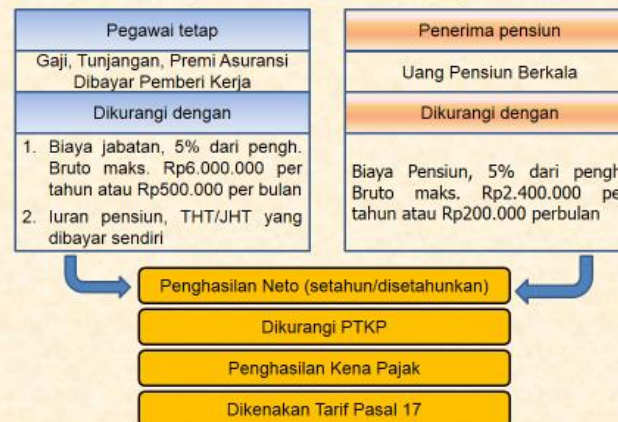 Pegawai tetap
Gaji, Tunjangan, Premi Asuransi
Dibayar Pemberi Kerja
Dikurangi dengan
1. Biaya jabatan, 5% dari pengh.
Bruto maks. Rp6.000.000 per
tahun atau Rp500.000 per bulan
2. Iuran pensiun, THT/JHT yang
dibayar sendiri
Penerima pensiun
Uang Pensiun Berkala
Dikurangi dengan
Biaya Pensiun, 5% dari pengh
Bruto maks. Rp2.400.000 pe
tahun atau Rp200.000 perbulan
Penghasilan Neto (setahun/disetahunkan)
Dikurangi PTKP
Penghasilan Kena Pajak
Dikenakan Tarif Pasal 17